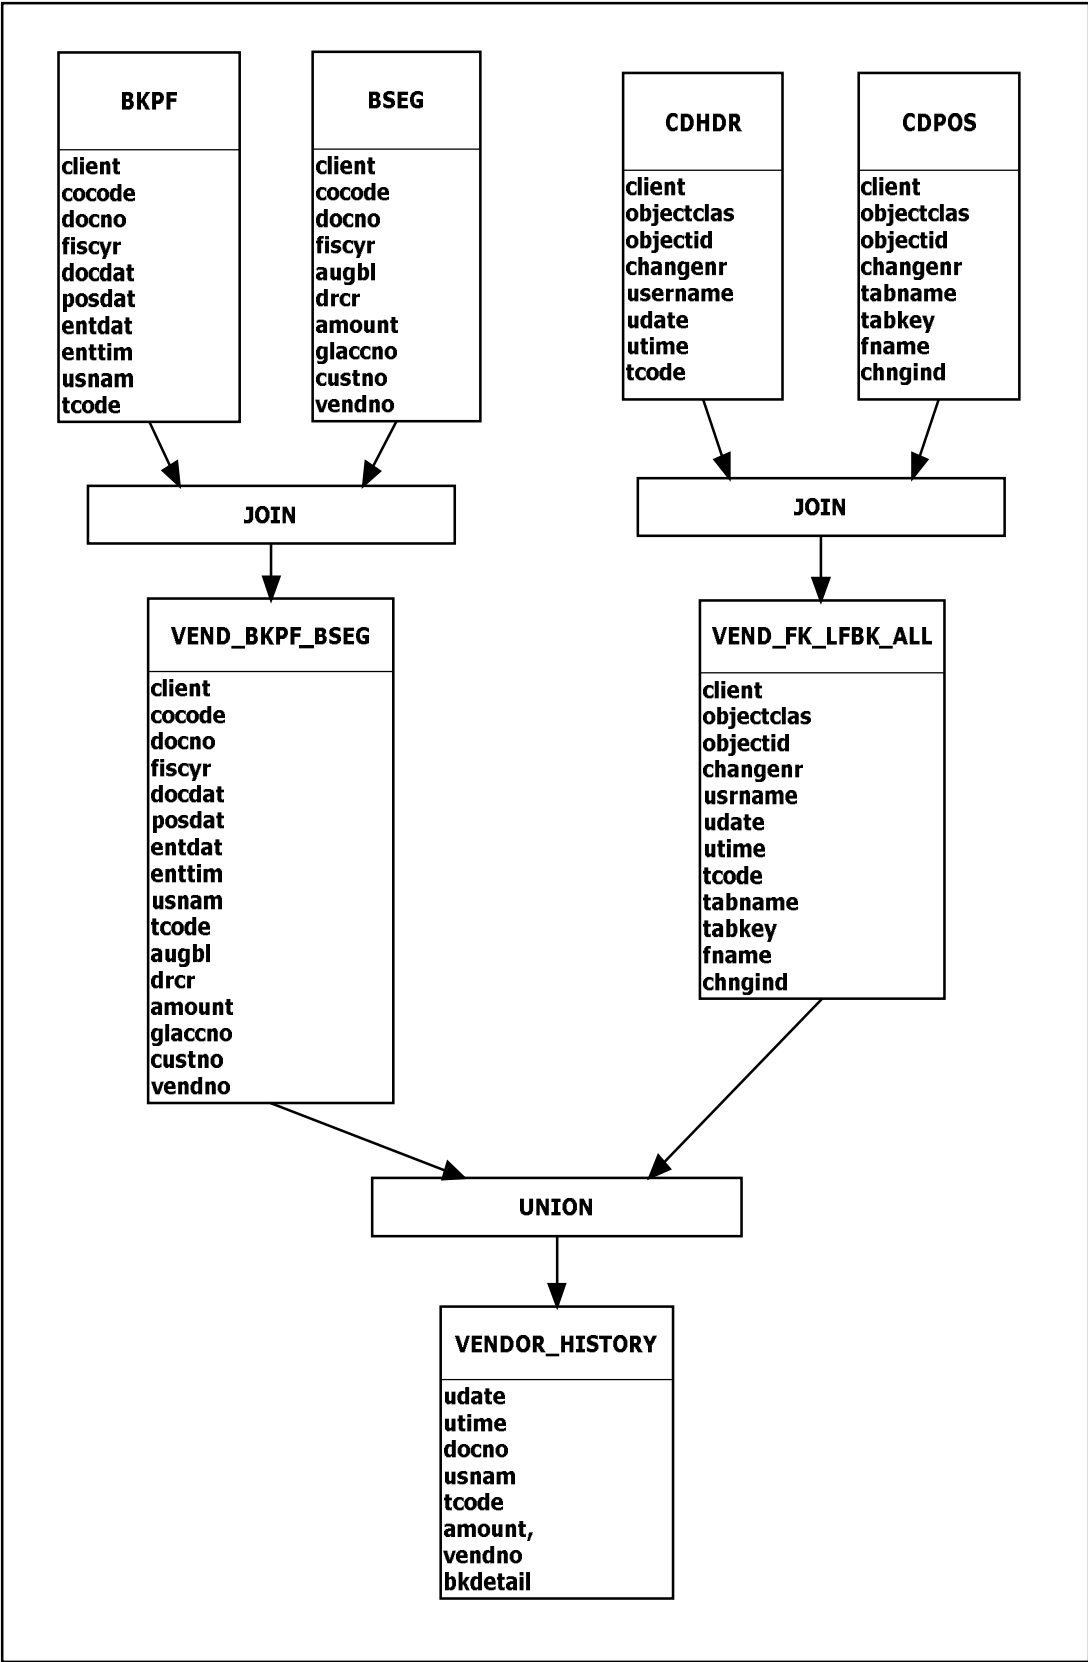 BKPF
client
cocode
docno
fiscyr
docdat
posdat
entdat
enttim
usnam
tcode
BSEG
client
cocode
docno
fiscyr
augbl
drcr
amount
glaccno
custno
vendno
CDHDR
client
objectclas
objectid
changenr
username
udate
utime
tcode
CDPOS
client
objectclas
objectid
changenr
tabname
tabkey
fname
chngind
JOIN
JOIN
VEND_BKPF_BSEG
client
cocode
docno
fiscyr
docdat
posdat
entdat
enttim
usnam
tcode
augbl
drcr
amount
glaccno
custno
vendno
VEND_FK_LFBK_ALL
client
objectclas
objectid
changenr
usrname
udate
utime
tcode
tabname
tabkey
fname
chngind
UNION
VENDOR_HISTORY
udate
utime
docno
usnam
tcode
amount,
vendno
bkdetail